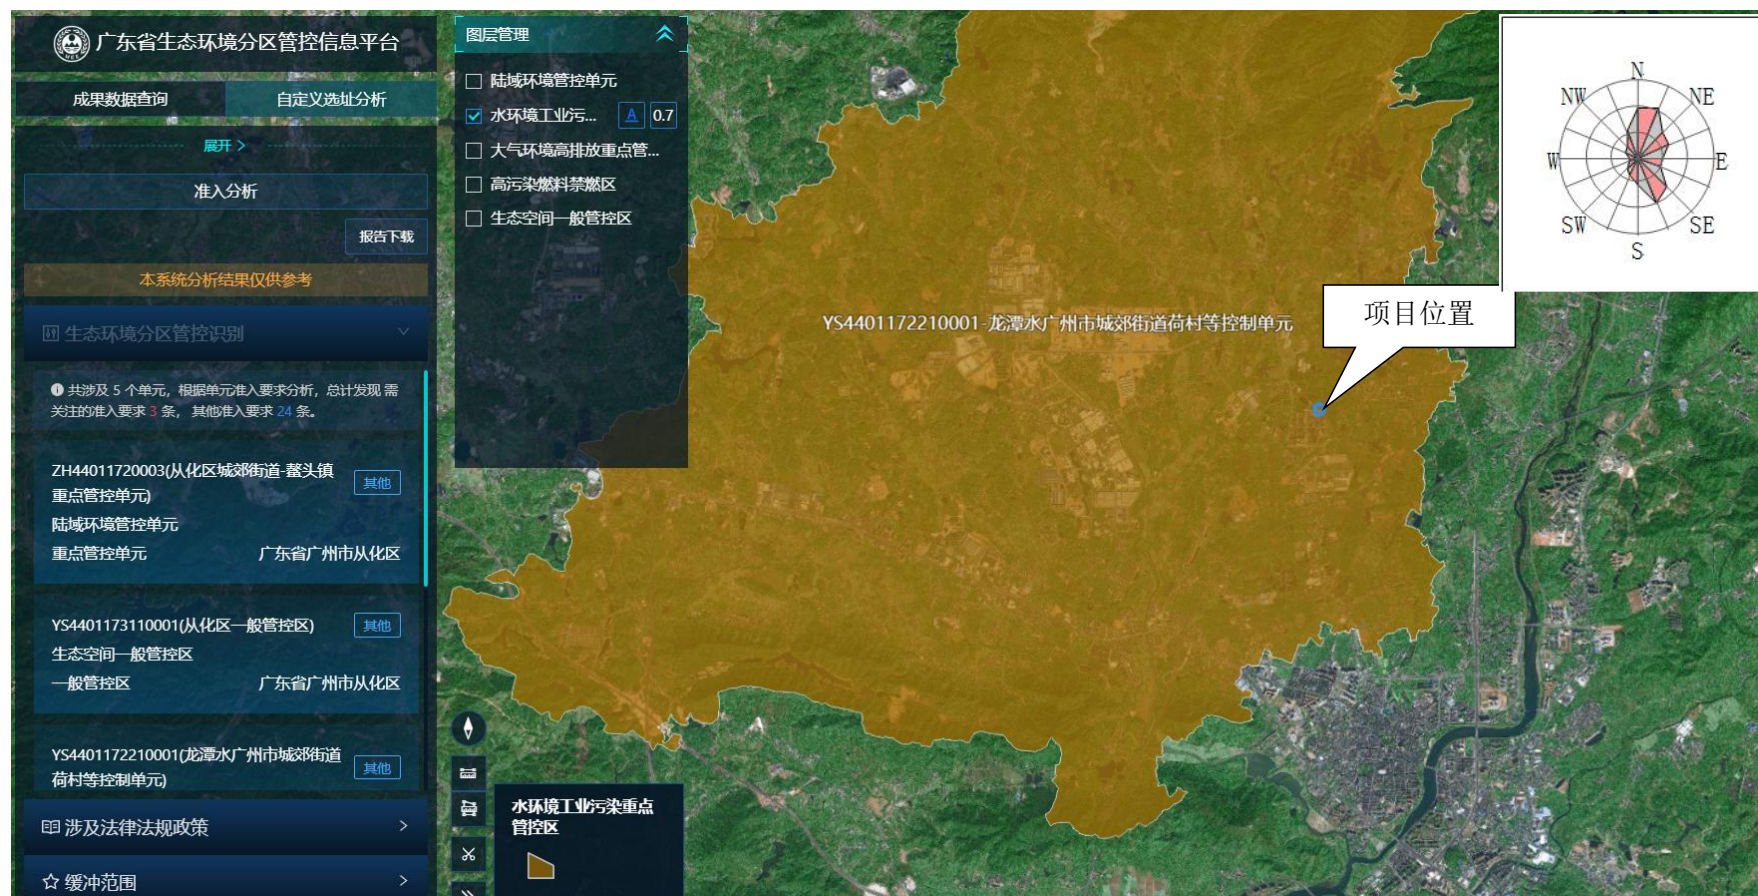 广东省生态环境分区管控信息平台
成果数据查询
自定义选址分析
展开 >
准入分析
报告下载
本系统分析结果仅供参考
生态环境分区管控识别
共涉及 5 个单元，根据单元准入要求分析，总计发现 需
关注的准入要求 3 条， 其他准入要求 24 条。
ZH44011720003(从化区城郊街道-鳌头镇
重点管控单元)
其他
陆域环境管控单元
重点管控单元
广东省广州市从化区
YS4401173110001(从化区一般管控区)
其他
生态空间一般管控区
一般管控区
广东省广州市从化区
YS4401172210001(龙潭水广州市城郊街道
荷村等控制单元)
其他
涉及法律法规政策
缓冲范围
图层管理
陆域环境管控单元
水环境工业污...
A
0.7
大气环境高排放重点管...
高污染燃料禁燃区
生态空间一般管控区
YS4401172210001-龙潭水广州市城郊街道荷村等控制单元
项目位置
N
NW
NE
W
E
SW
SE
S
水环境工业污染重点
管控区